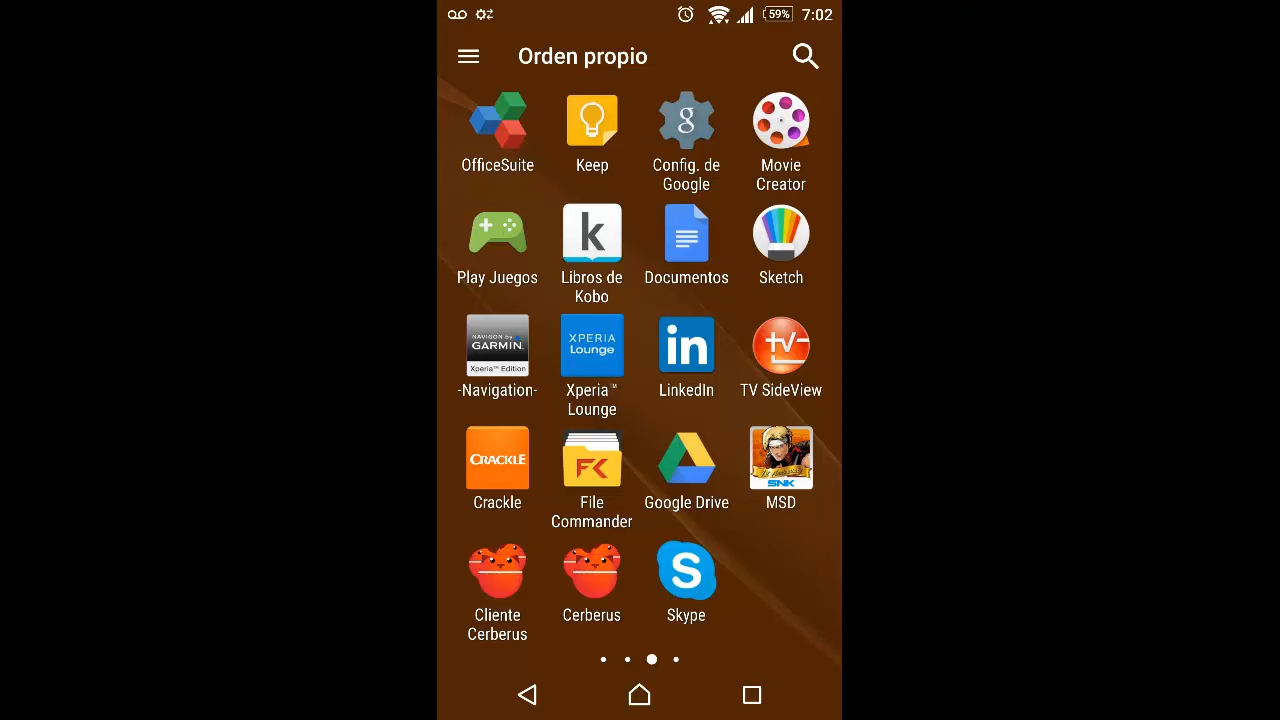 59% 7:02
Orden propio
OfficeSuite
Keep
g
Config. de
Google
Movie
Creator
Play Juegos
k
Libros de
Kobo
Documentos
Sketch
NAVIGON by
GARMIN.
Xperia™ Edition
-Navigation-
XPERIA
Lounge
Xperia™
Lounge
in
LinkedIn
tv
TV SideView
CRACKLE
Crackle
FC
File
Commander
Google Drive
SNK
MSD
Cliente
Cerberus
Cerberus
S
Skype